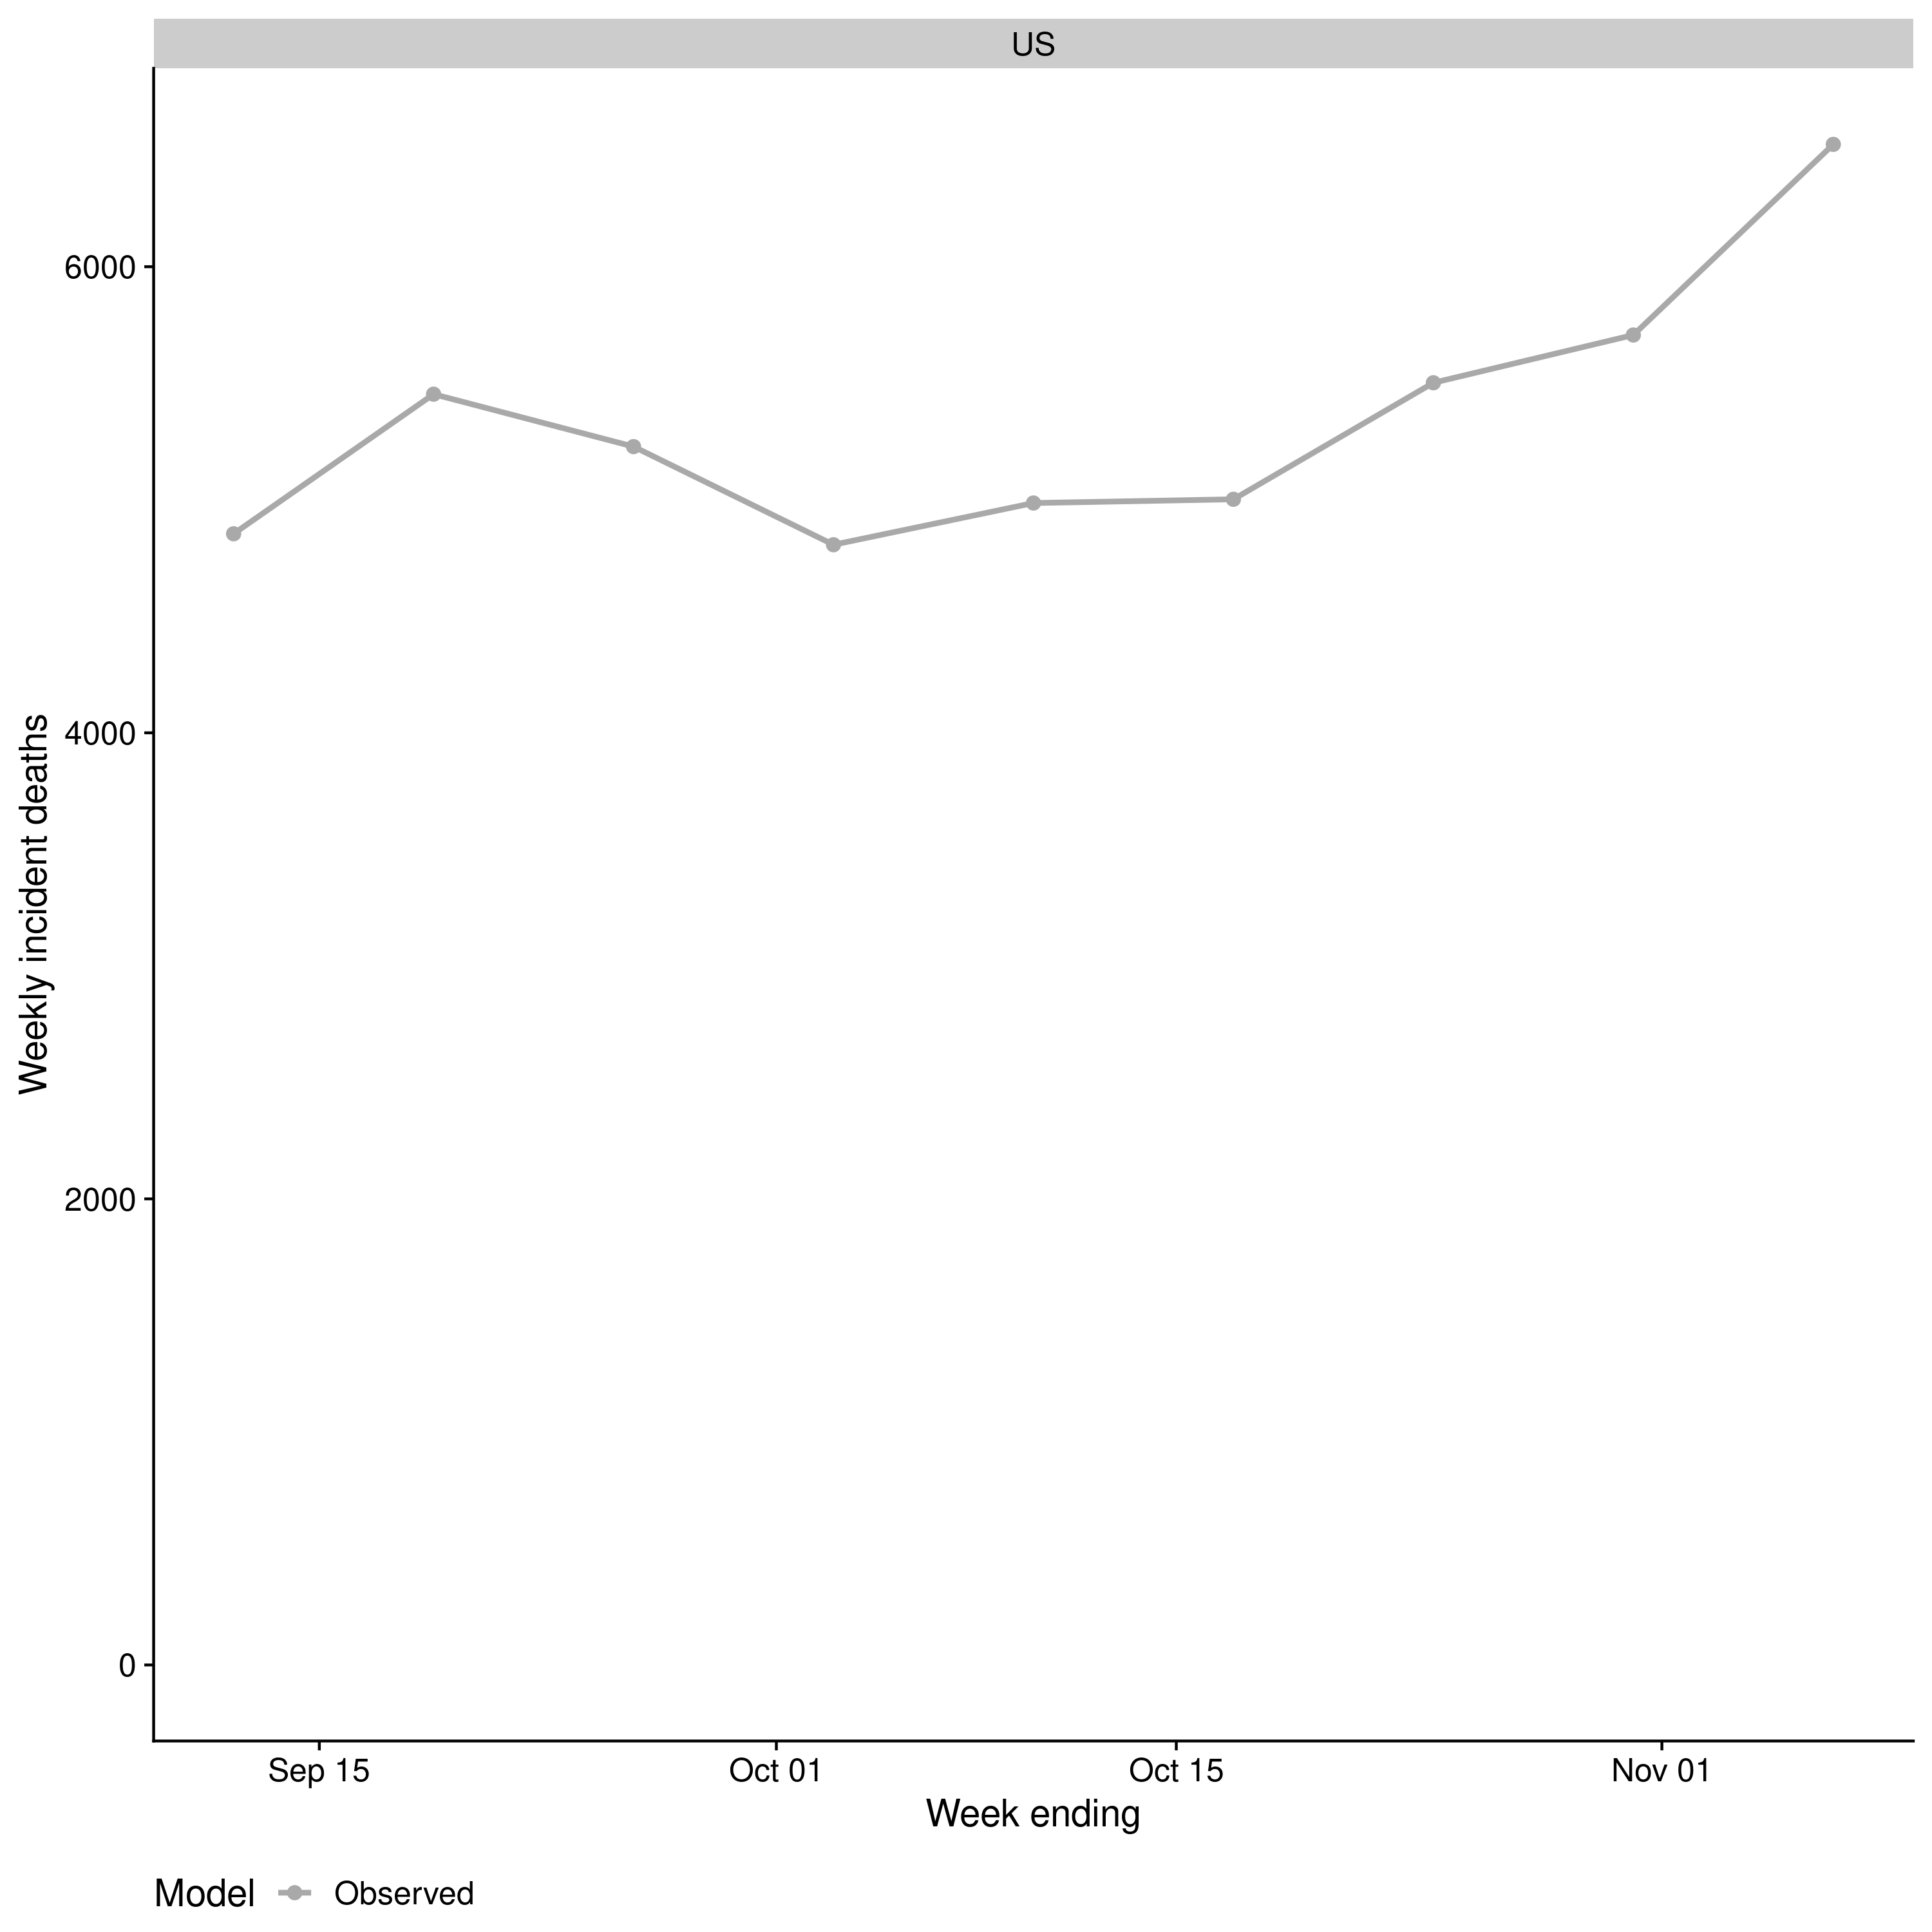 US
Weekly incident deaths
6000
4000
2000
0
Sep 15 Oct 01 Oct 15 Nov 01
Week ending
Model Observed